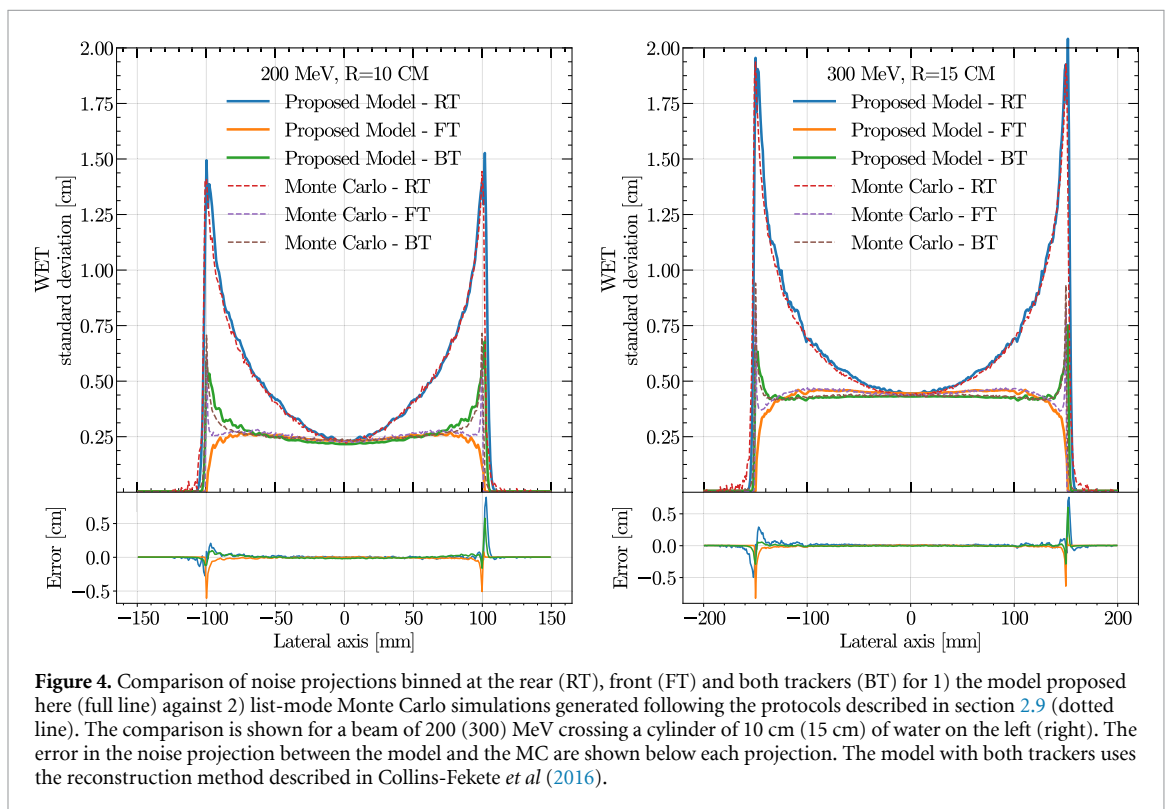 200 MeV, R=10 CM
Proposed Model - RT
Proposed Model - FT
Proposed Model - BT
Monte Carlo - RT
Monte Carlo - FT
Monte Carlo - BT
WET
standard deviation [cm]
2.00
1.75
1.50
1.25
1.00
0.75
0.50
0.25
Error [cm]
0.5
0.0
−0.5
−150 −100 −50 0 50 100 150
Lateral axis [mm]
300 MeV, R=15 CM
Proposed Model - RT
Proposed Model - FT
Proposed Model - BT
Monte Carlo - RT
Monte Carlo - FT
Monte Carlo - BT
WET
standard deviation [cm]
2.00
1.75
1.50
1.25
1.00
0.75
0.50
0.25
Error [cm]
0.5
0.0
−0.5
−200 −100 0 100 200
Lateral axis [mm]
Figure 4. Comparison of noise projections binned at the rear (RT), front (FT) and both trackers (BT) for 1) the model proposed
here (full line) against 2) list-mode Monte Carlo simulations generated following the protocols described in section 2.9 (dotted
line). The comparison is shown for a beam of 200 (300) MeV crossing a cylinder of 10 cm (15 cm) of water on the left (right). The
error in the noise projection between the model and the MC are shown below each projection. The model with both trackers uses
the reconstruction method described in Collins-Fekete et al (2016).